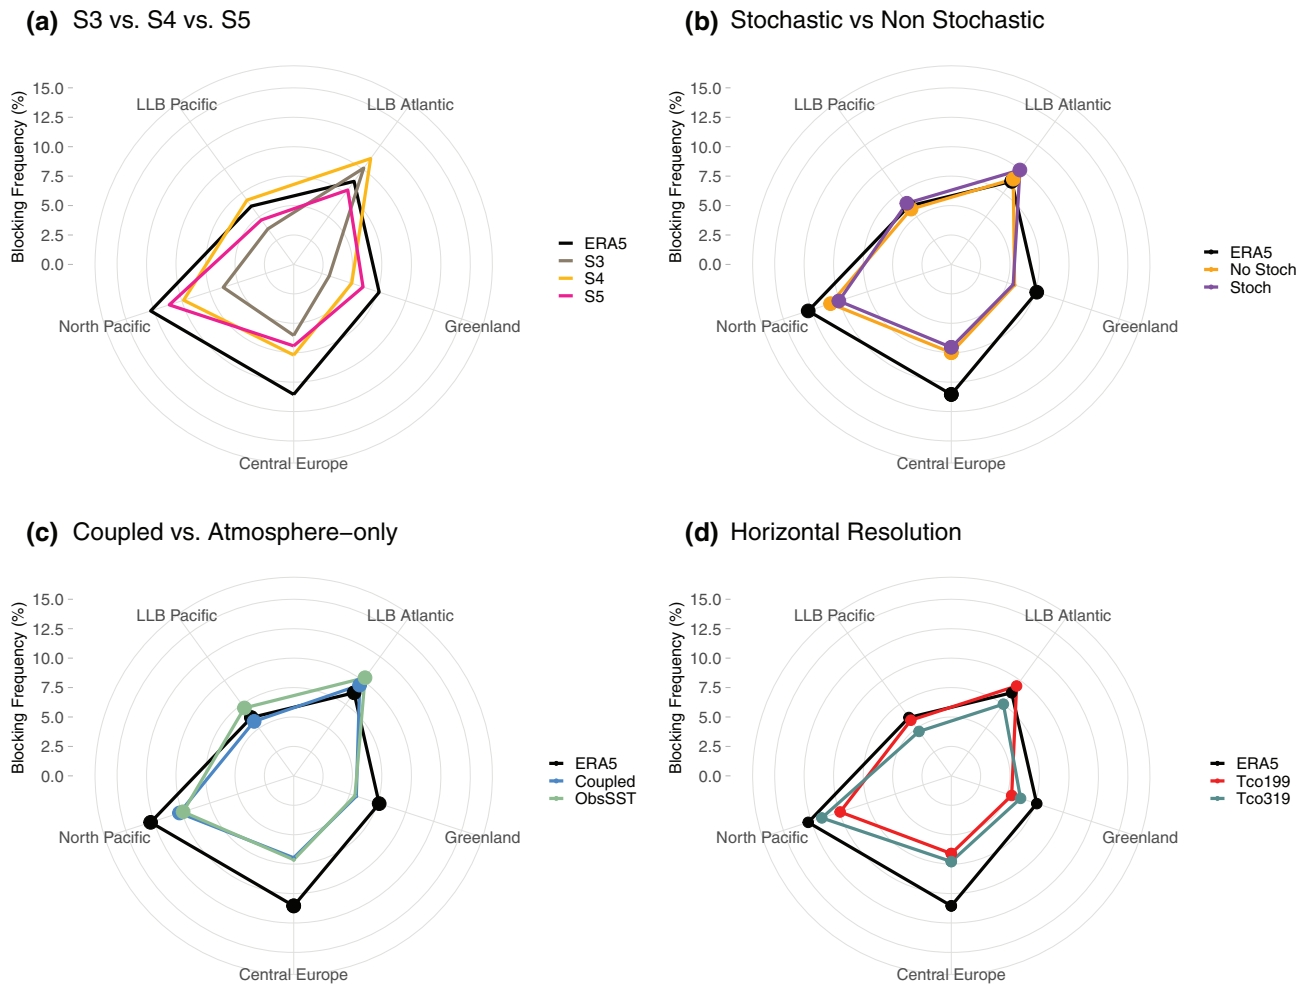 (a) S3 vs. S4 vs. S5
Blocking Frequency (%)
15.0
12.5
10.0
7.5
5.0
2.5
0.0
LLB Pacific
LLB Atlantic
North Pacific
Greenland
Central Europe
ERA5
S3
S4
S5
(b) Stochastic vs Non Stochastic
Blocking Frequency (%)
15.0
12.5
10.0
7.5
5.0
2.5
0.0
LLB Pacific
LLB Atlantic
North Pacific
Greenland
Central Europe
ERA5
No Stoch
Stoch
(c) Coupled vs. Atmosphere−only
Blocking Frequency (%)
15.0
12.5
10.0
7.5
5.0
2.5
0.0
LLB Pacific
LLB Atlantic
North Pacific
Greenland
Central Europe
ERA5
Coupled
ObsSST
(d) Horizontal Resolution
Blocking Frequency (%)
15.0
12.5
10.0
7.5
5.0
2.5
0.0
LLB Pacific
LLB Atlantic
North Pacific
Greenland
Central Europe
ERA5
Tco199
Tco319